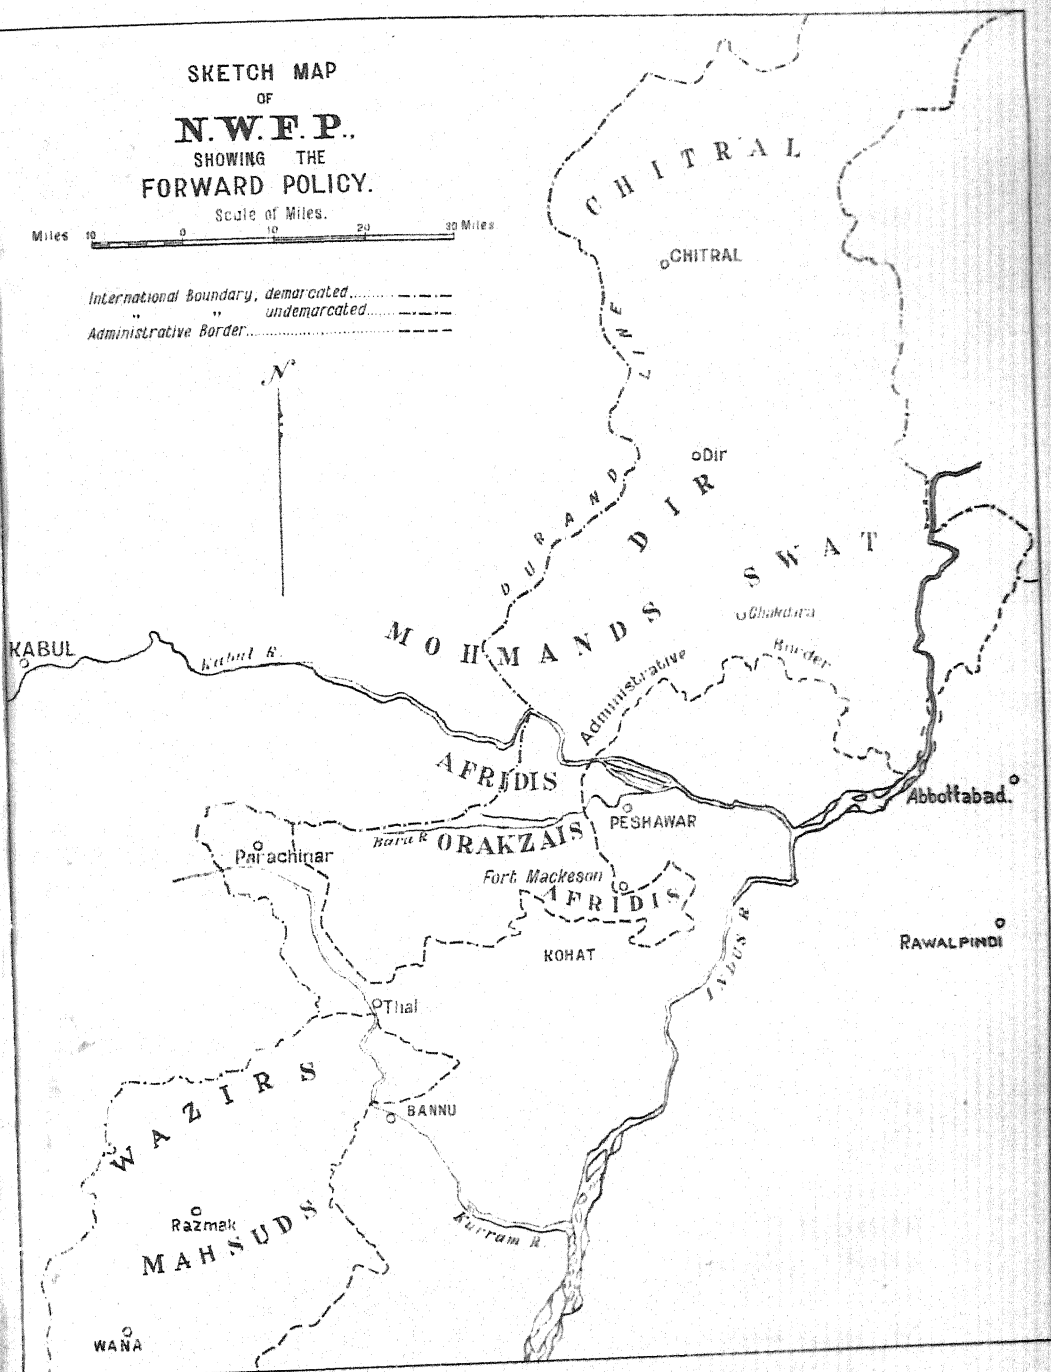 SKETCH MAP
OF
N.W.F.P.,
SHOWING THE
FORWARD POLICY.
Scale of Miles.
Miles 10 0 10 20 30 Miles
International Boundary, demarcated........
" " undemarcated......
Administrative Border........................
N
CHITRAL
CHITRAL
DURAND LINE
Dir
DIR
SWAT
Chakdara
MOHMANDS
Administrative Border
KABUL
Kabul R.
AFRIDIS
Abbottabad.
PESHAWAR
Bara R
ORAKZAIS
Parachinar
Fort Mackeson
AFRIDIS
KOHAT
INDUS R
RAWALPINDI
Thal
WAZIRS
BANNU
Razmak
MAHSUDS
Kurram R.
WANA